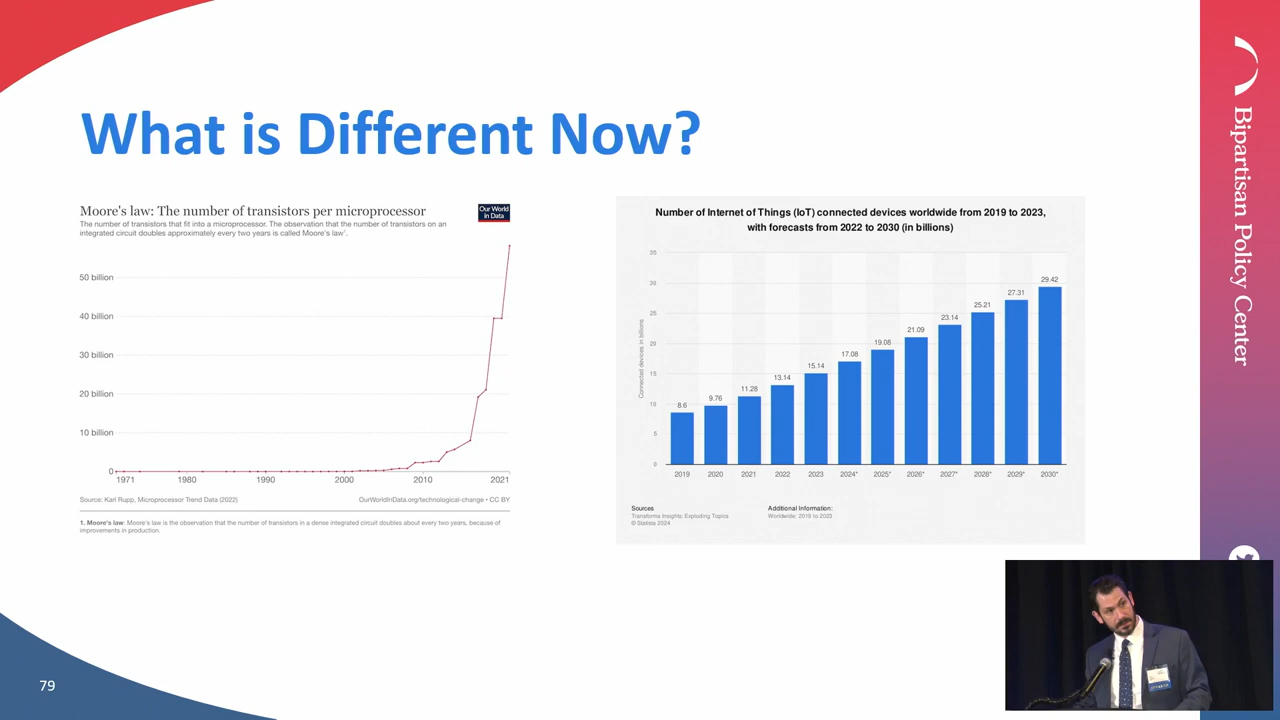 What is Different Now?
Moore's law: The number of transistors per microprocessor
The number of transistors that fit into a microprocessor. The observation that the number of transistors on an
integrated circuit doubles approximately every two years is called Moore's law¹.
Our World
in Data
50 billion
40 billion
30 billion
20 billion
10 billion
0
1971
1980
1990
2000
2010
2021
Source: Karl Rupp, Microprocessor Trend Data (2022)
OurWorldInData.org/technological-change • CC BY
1. Moore's law: Moore's law is the observation that the number of transistors in a dense integrated circuit doubles about every two years, because of
improvements in production.
Number of Internet of Things (IoT) connected devices worldwide from 2019 to 2023,
with forecasts from 2022 to 2030 (in billions)
Connected devices in billions
35
30
25
20
15
10
5
0
8.6
9.76
11.28
13.14
15.14
17.08
19.08
21.09
23.14
25.21
27.31
29.42
2019
2020
2021
2022
2023
2024*
2025*
2026*
2027*
2028*
2029*
2030*
Sources
Transforma Insights; Exploding Topics
© Statista 2024
Additional Information:
Worldwide; 2019 to 2023
Bipartisan Policy Center
79